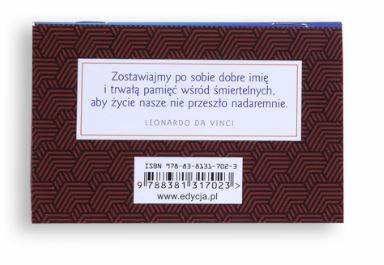 Zostawiajmy po sobie dobre imię
i trwałą pamięć wśród śmiertelnych,
aby życie nasze nie przeszło nadaremnie.
LEONARDO DA VINCI
ISBN 978-83-8131-702-3
9 788381 317023 >
www.edycja.pl